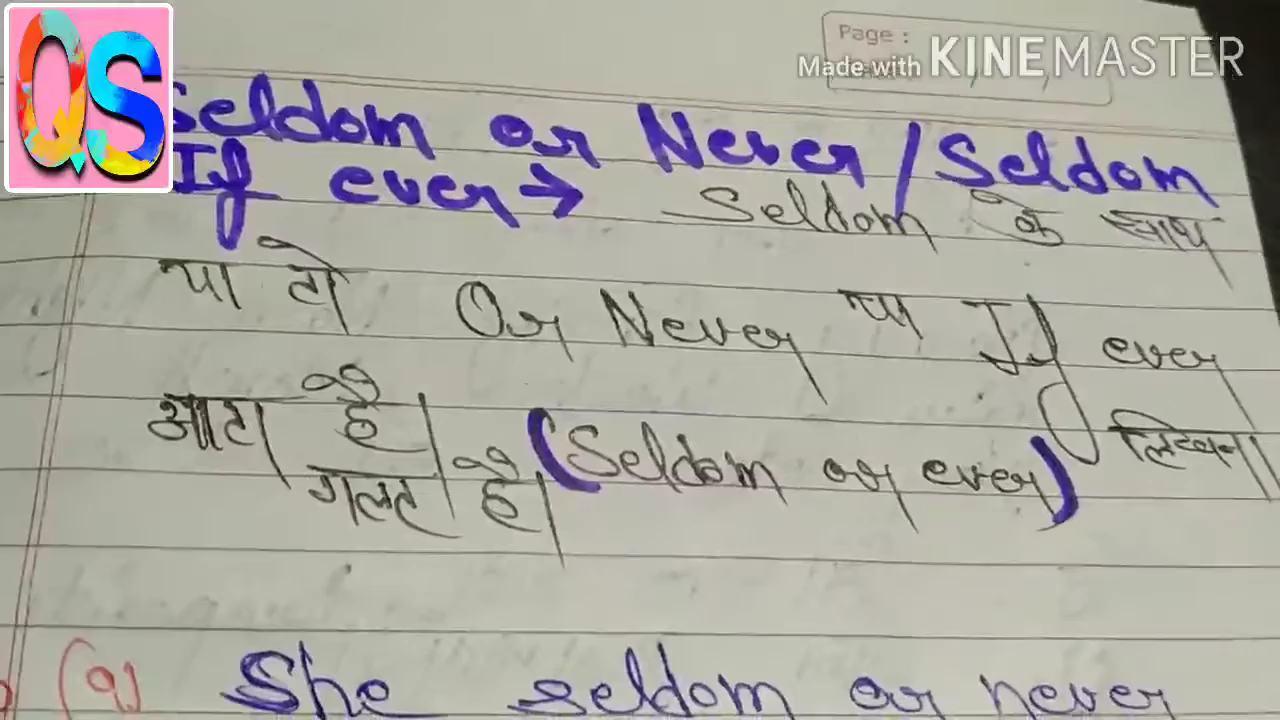 QS
Page :
Made with KINEMASTER
Seldom or Never / Seldom
If ever → Seldom के साथ
या तो Or Never या If ever
आता है। (Seldom or ever) लिखना
गलत है।
(a) She seldom or never